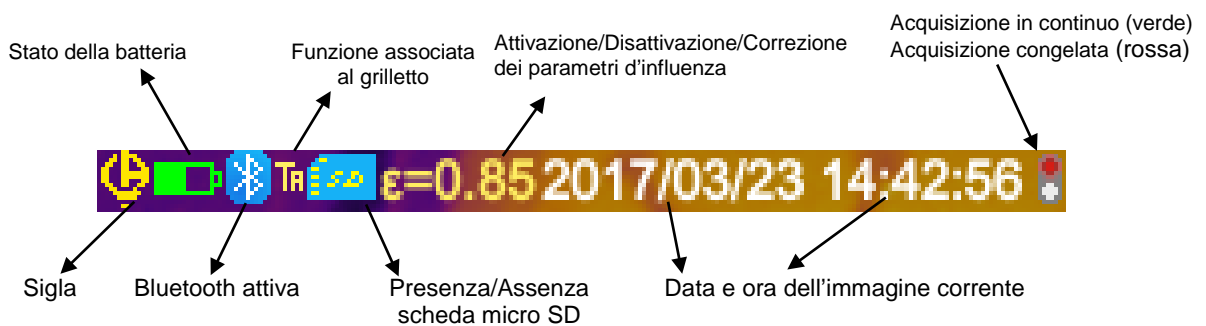 Stato della batteria
Funzione associata
al grilletto
Attivazione/Disattivazione/Correzione
dei parametri d'influenza
Acquisizione in continuo (verde)
Acquisizione congelata (rossa)
TA SD ε=0.85 2017/03/23 14:42:56
Sigla
Bluetooth attiva
Presenza/Assenza
scheda micro SD
Data e ora dell'immagine corrente